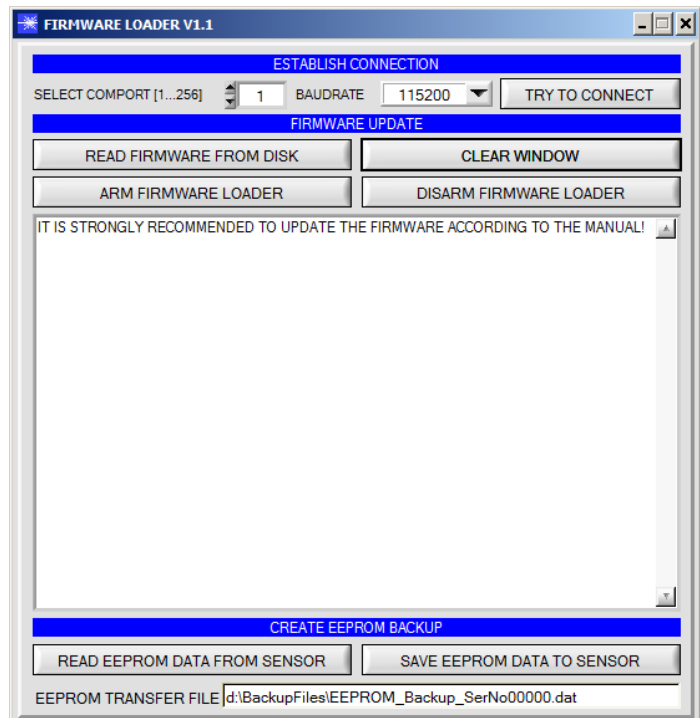 FIRMWARE LOADER V1.1
ESTABLISH CONNECTION
SELECT COMPORT [1...256] 1 BAUDRATE 115200 TRY TO CONNECT
FIRMWARE UPDATE
READ FIRMWARE FROM DISK CLEAR WINDOW
ARM FIRMWARE LOADER DISARM FIRMWARE LOADER
IT IS STRONGLY RECOMMENDED TO UPDATE THE FIRMWARE ACCORDING TO THE MANUAL!
CREATE EEPROM BACKUP
READ EEPROM DATA FROM SENSOR SAVE EEPROM DATA TO SENSOR
EEPROM TRANSFER FILE d:\BackupFiles\EEPROM_Backup_SerNo00000.dat